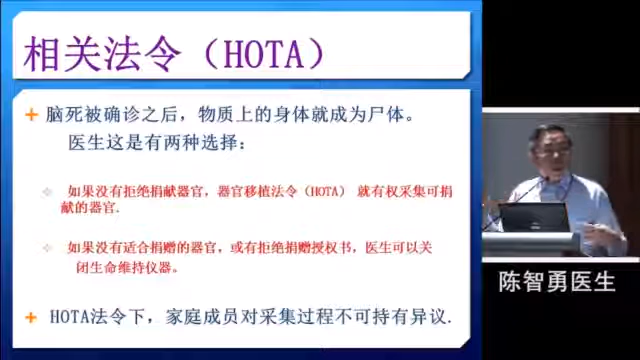 相关法令（HOTA）
脑死被确诊之后，物质上的身体就成为尸体。
医生这是有两种选择：
如果没有拒绝捐献器官，器官移植法令（HOTA） 就有权采集可捐
献的器官.
如果没有适合捐赠的器官，或有拒绝捐赠授权书，医生可以关
闭生命维持仪器。
HOTA法令下，家庭成员对采集过程不可持有异议.
陈智勇医生